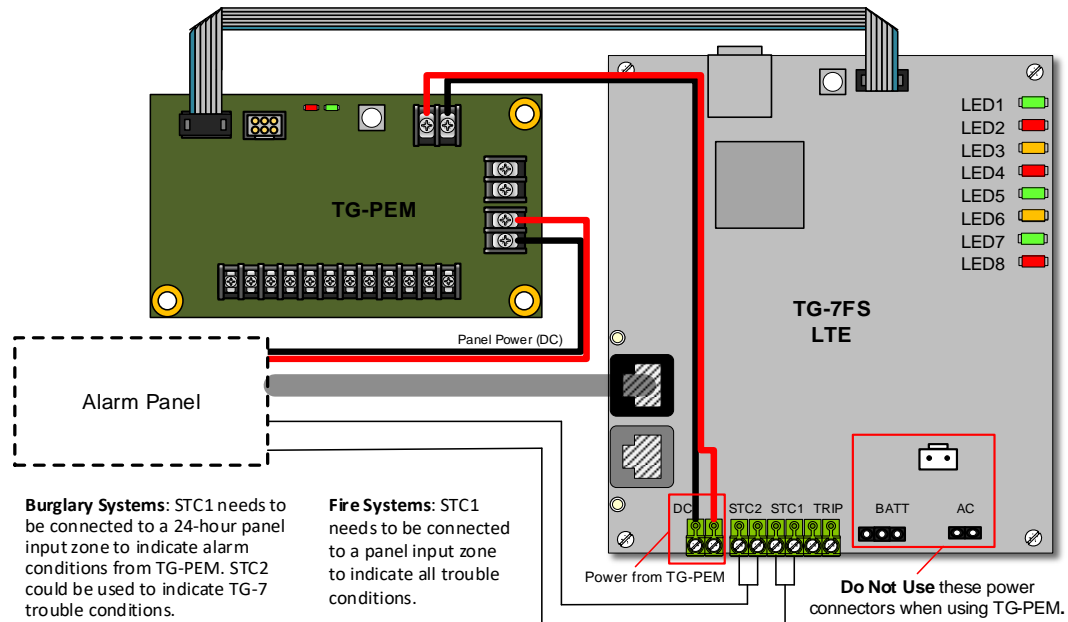 LED1
LED2
LED3
LED4
LED5
LED6
LED7
LED8
TG-PEM
TG-7FS
LTE
Panel Power (DC)
Alarm Panel
DC
STC2
STC1
TRIP
BATT
AC
Burglary Systems: STC1 needs to
be connected to a 24-hour panel
input zone to indicate alarm
conditions from TG-PEM. STC2
could be used to indicate TG-7
trouble conditions.
Fire Systems: STC1
needs to be connected
to a panel input zone
to indicate all trouble
conditions.
Power from TG-PEM
Do Not Use these power
connectors when using TG-PEM.